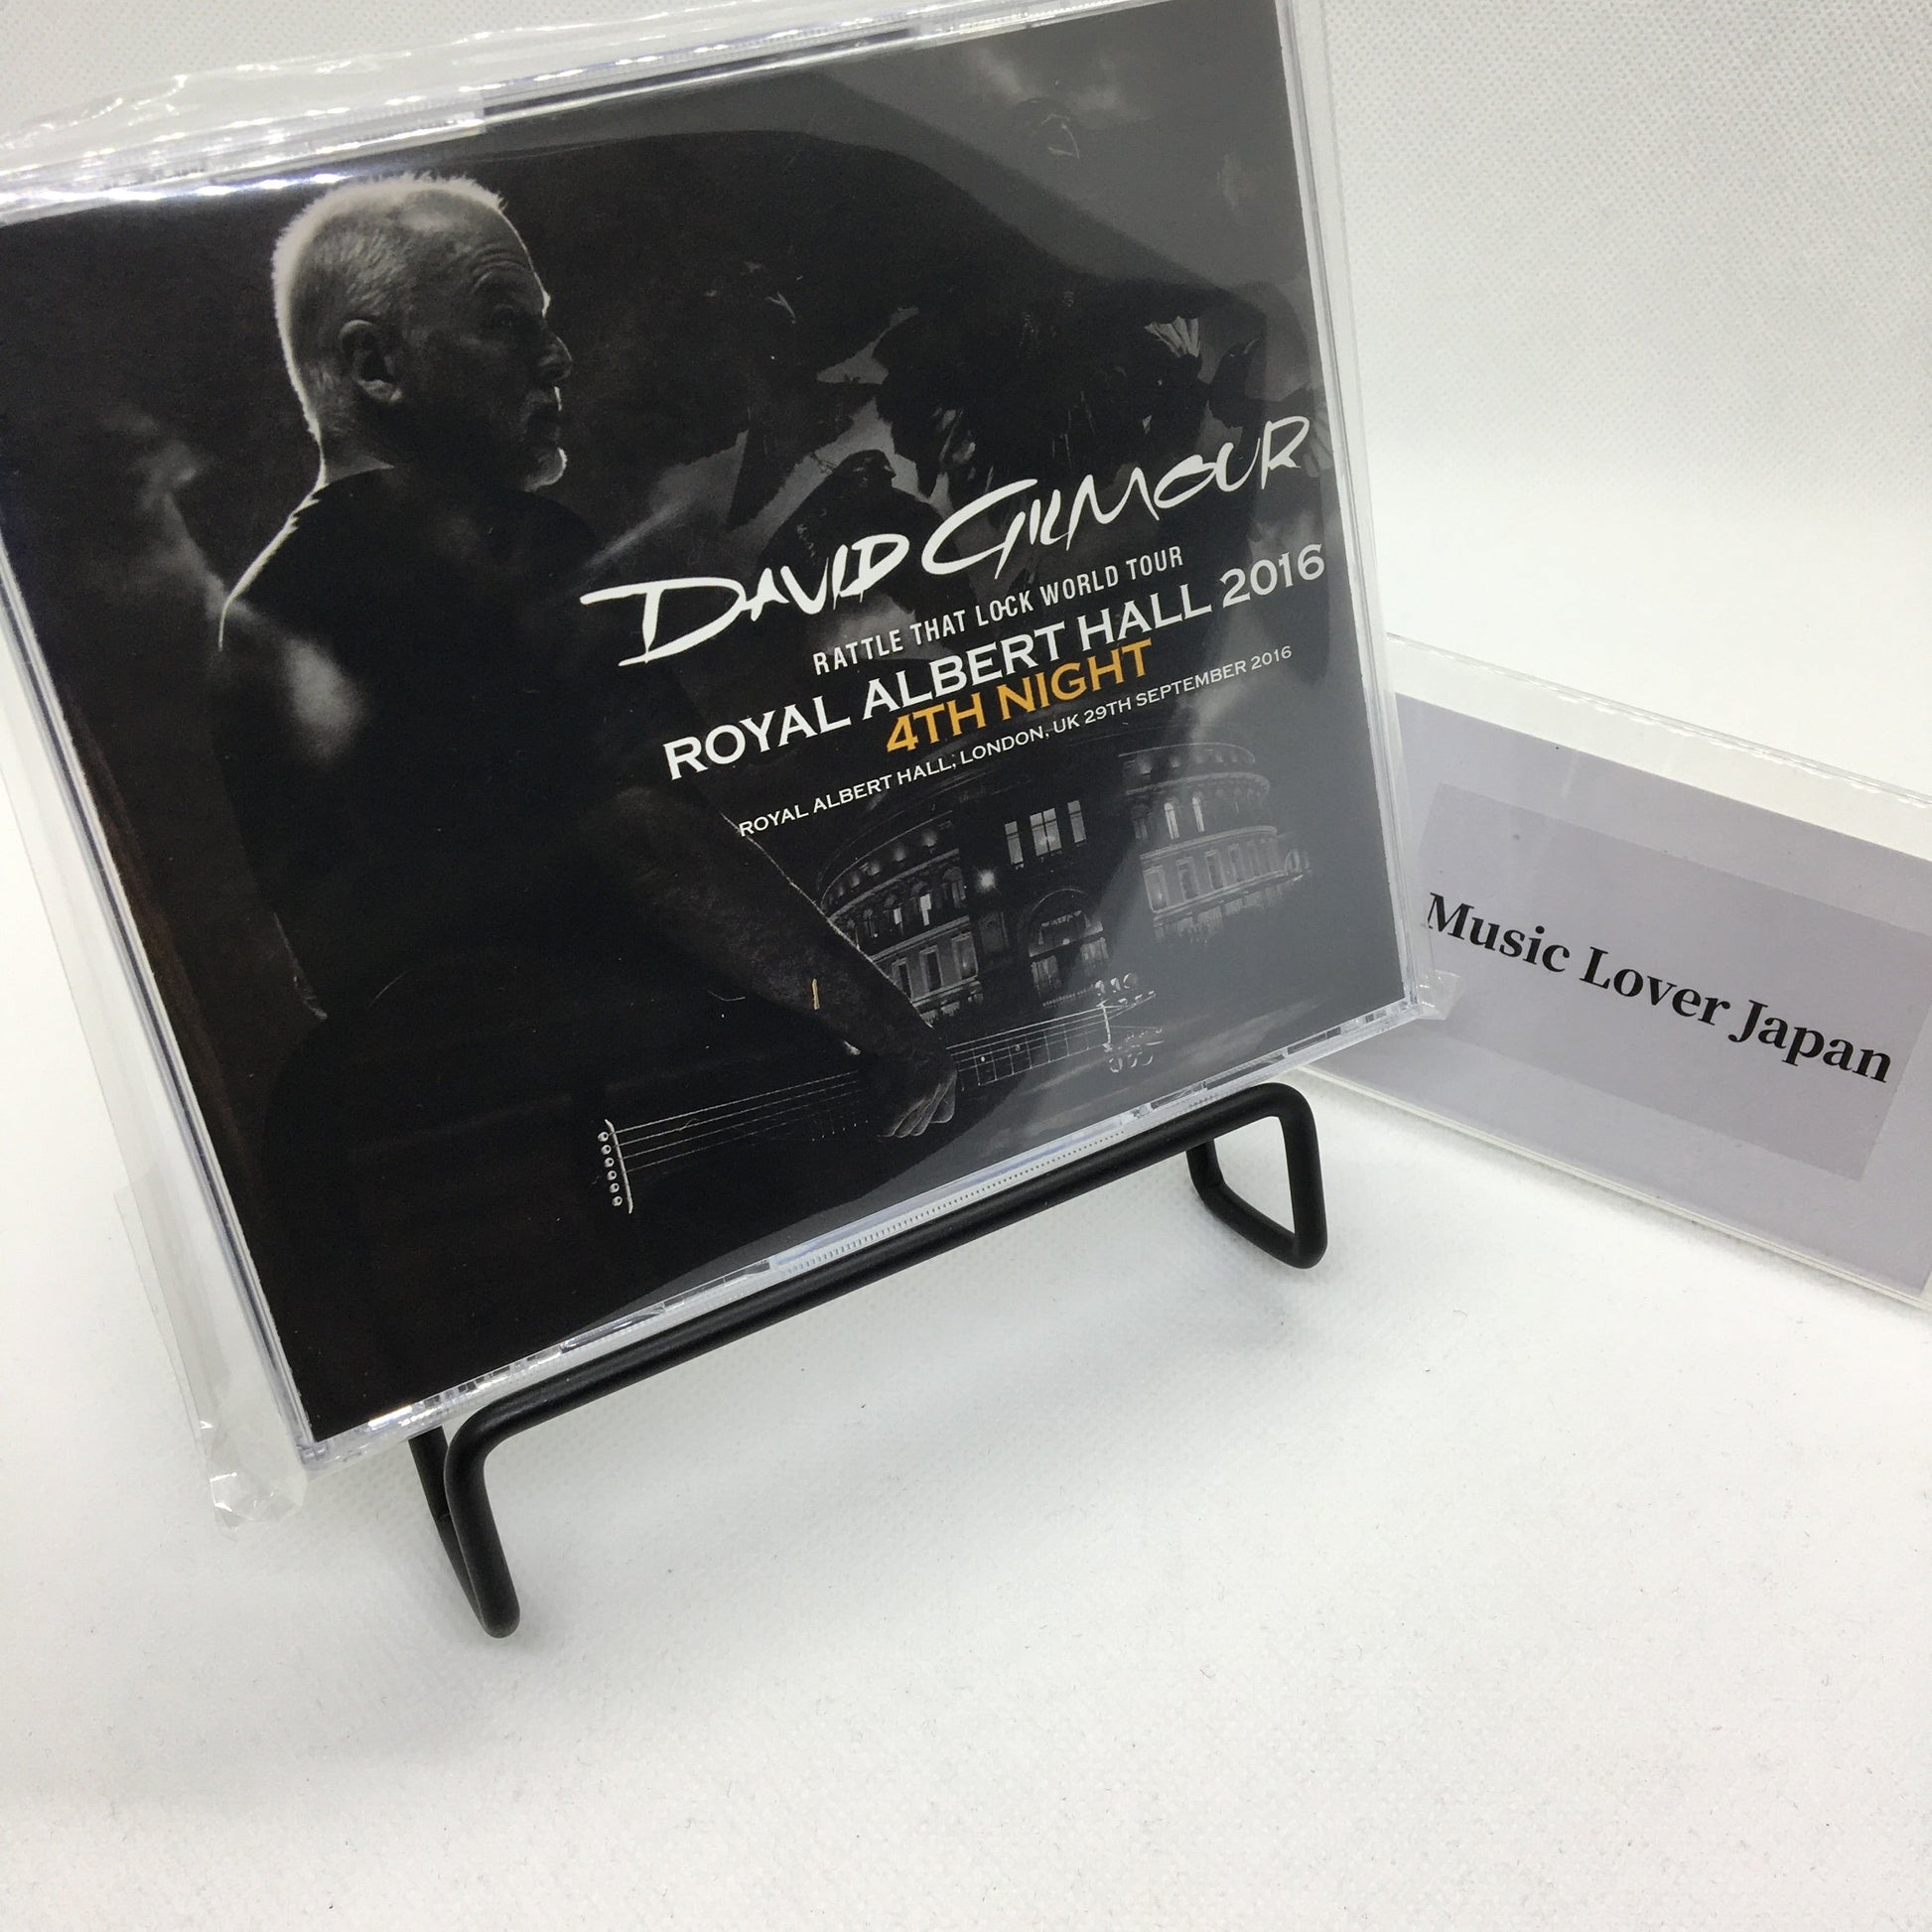 DAVID GILMOUR
RATTLE THAT LOCK WORLD TOUR
ROYAL ALBERT HALL 2016
4TH NIGHT
ROYAL ALBERT HALL, LONDON, UK 29TH SEPTEMBER 2016
Music Lover Japan